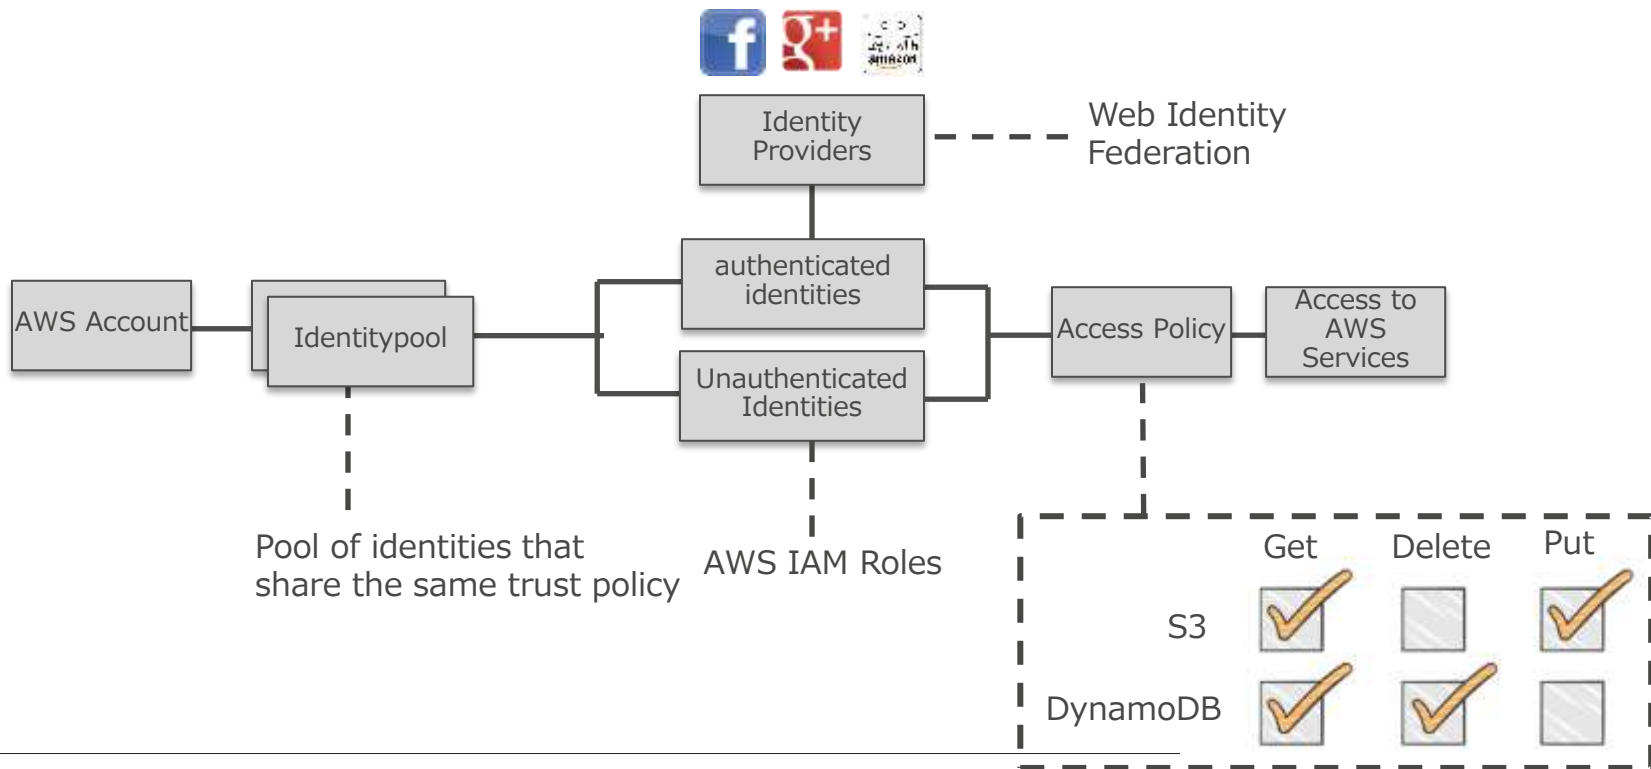 f
g+
amazon
Identity
Providers
Web Identity
Federation
authenticated
identities
AWS Account
Identitypool
Access Policy
Access to
AWS
Services
Unauthenticated
Identities
Pool of identities that
share the same trust policy
AWS IAM Roles
Get Delete Put
S3
DynamoDB